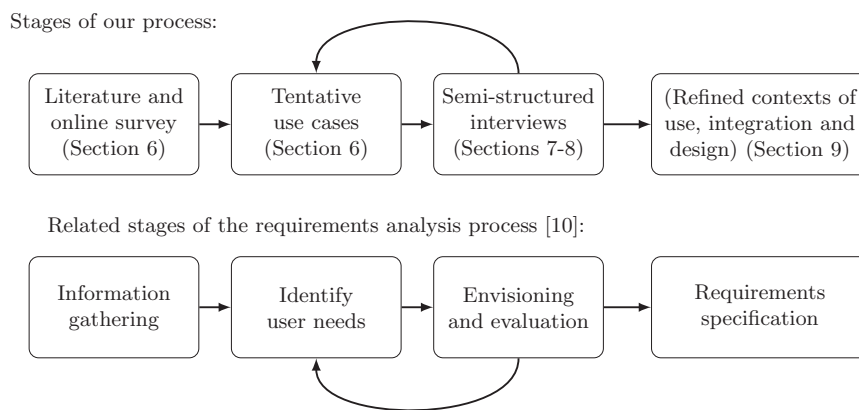 Stages of our process:
Literature and
online survey
(Section 6)
Tentative
use cases
(Section 6)
Semi-structured
interviews
(Sections 7-8)
(Refined contexts of
use, integration and
design) (Section 9)
Related stages of the requirements analysis process [10]:
Information
gathering
Identify
user needs
Envisioning
and evaluation
Requirements
specification